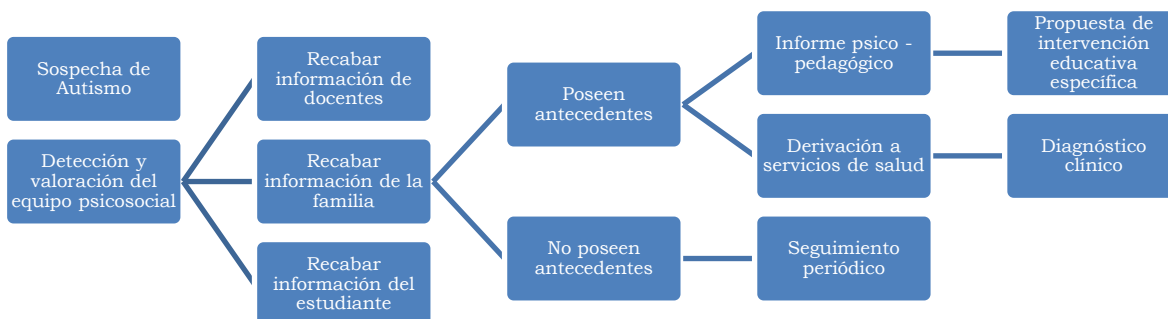 Sospecha de
Autismo
Detección y
valoración del
equipo psicosocial
Recabar
información de
docentes
Recabar
información de la
familia
Recabar
información del
estudiante
Poseen
antecedentes
No poseen
antecedentes
Informe psico -
pedagógico
Derivación a
servicios de salud
Seguimiento
periódico
Propuesta de
intervención
educativa
específica
Diagnóstico
clínico